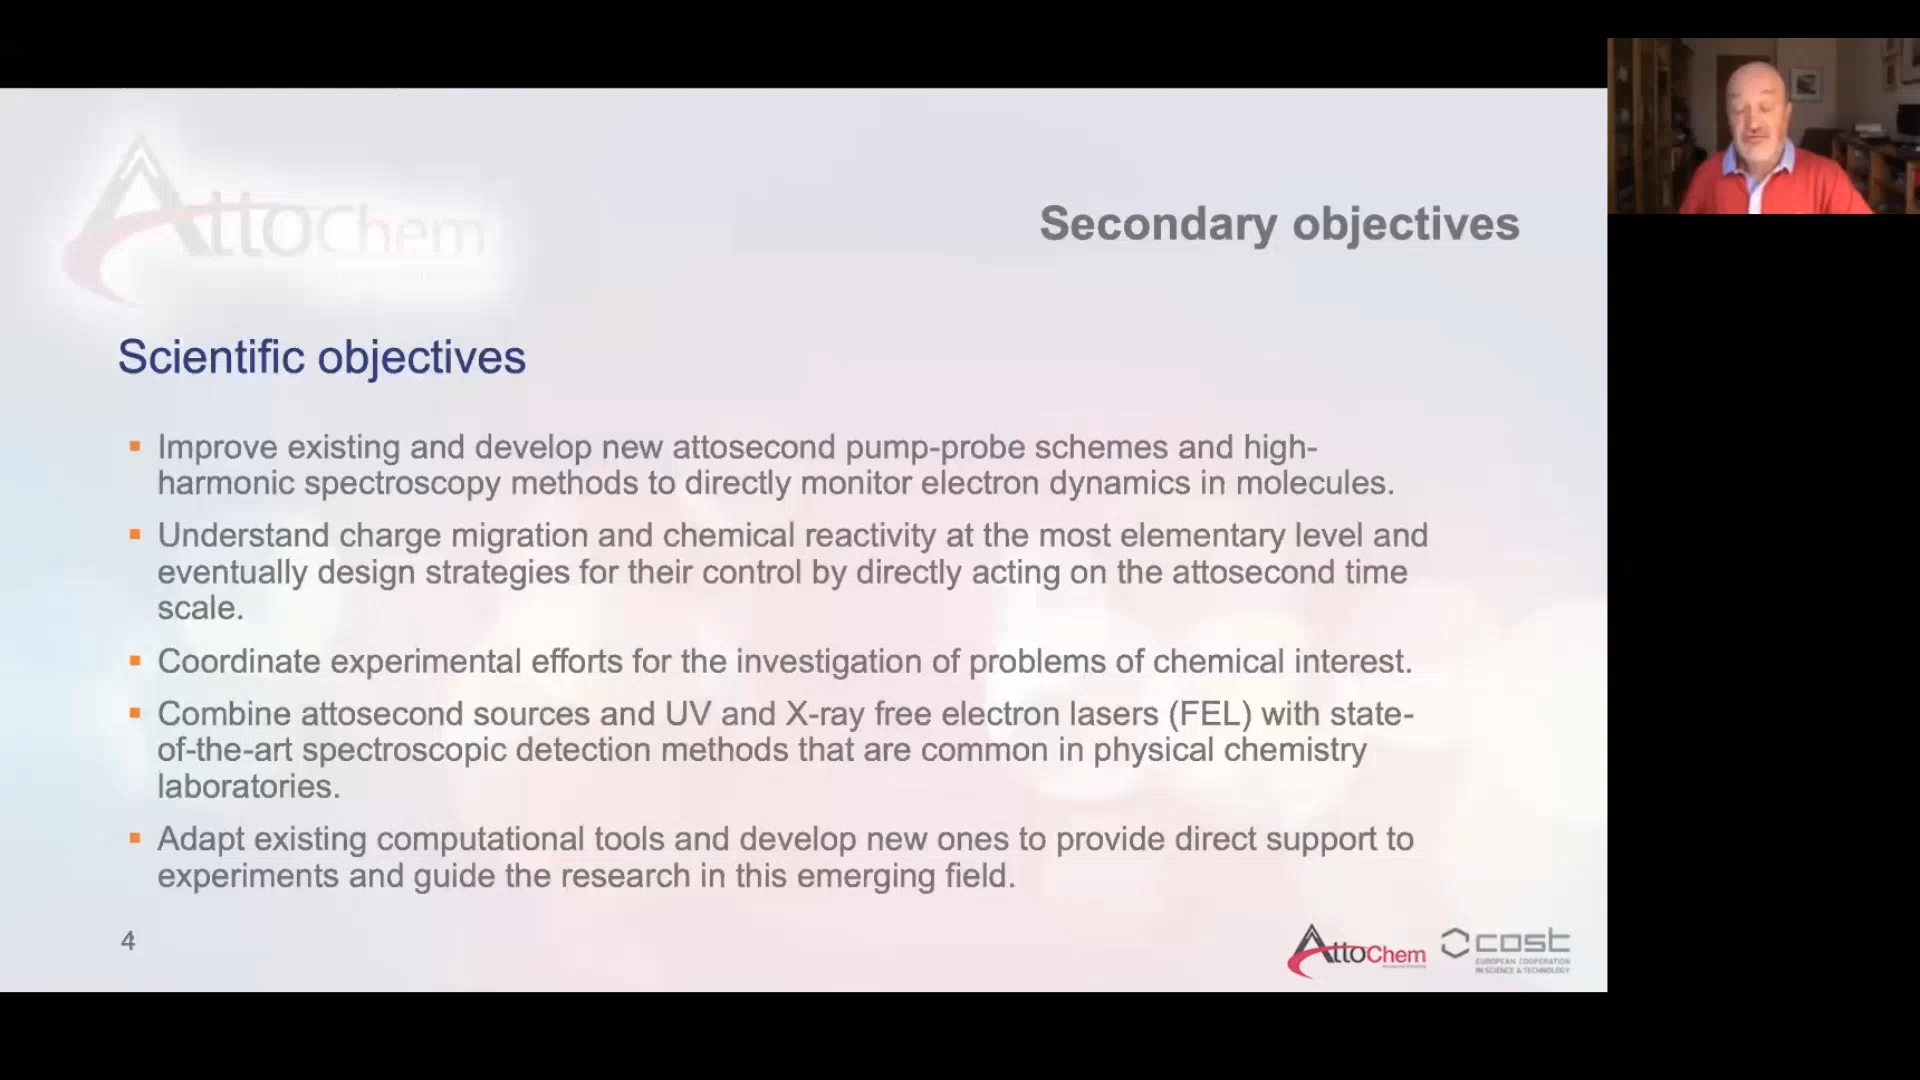 AttoChem
Secondary objectives
Scientific objectives
▪ Improve existing and develop new attosecond pump-probe schemes and high-
harmonic spectroscopy methods to directly monitor electron dynamics in molecules.
▪ Understand charge migration and chemical reactivity at the most elementary level and
eventually design strategies for their control by directly acting on the attosecond time
scale.
▪ Coordinate experimental efforts for the investigation of problems of chemical interest.
▪ Combine attosecond sources and UV and X-ray free electron lasers (FEL) with state-
of-the-art spectroscopic detection methods that are common in physical chemistry
laboratories.
▪ Adapt existing computational tools and develop new ones to provide direct support to
experiments and guide the research in this emerging field.
4
AttoChem
cost
EUROPEAN COOPERATION
IN SCIENCE & TECHNOLOGY